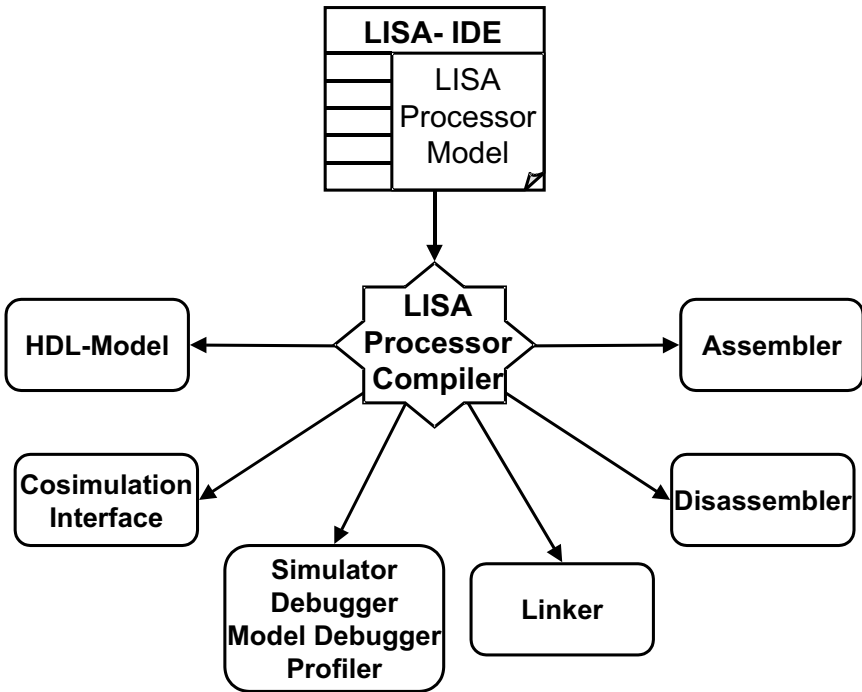 LISA- IDE
LISA
Processor
Model
LISA
Processor
Compiler
HDL-Model
Assembler
Cosimulation
Interface
Disassembler
Simulator
Debugger
Model Debugger
Profiler
Linker